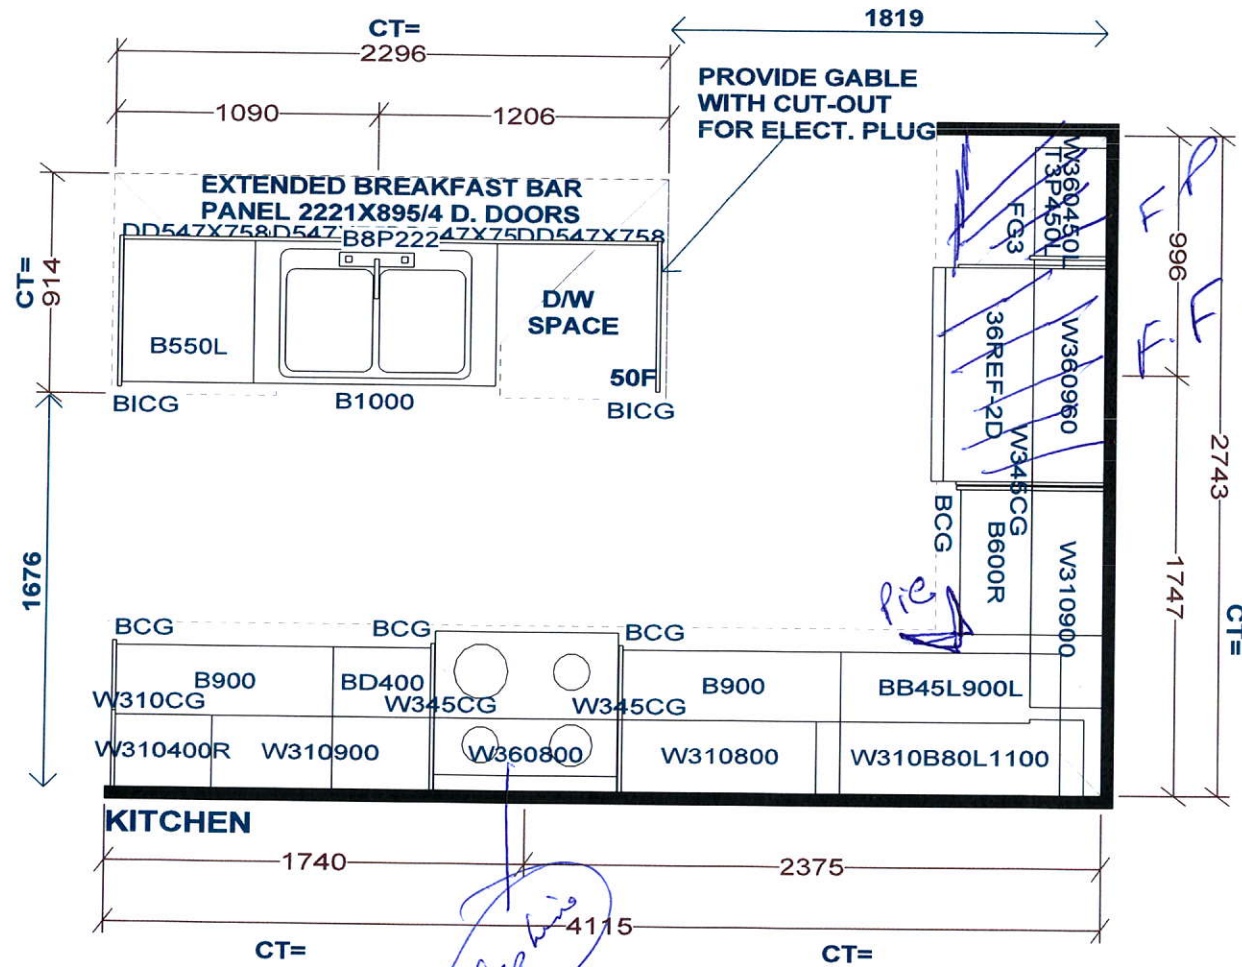 CT=
2296
1819
1090
1206
PROVIDE GABLE
WITH CUT-OUT
FOR ELECT. PLUG
EXTENDED BREAKFAST BAR
PANEL 2221X895/4 D. DOORS
DD547X758
DD547X758
B8P222
CT=
914
B550L
D/W
SPACE
50F
BICG
B1000
BICG
W360450L
T3P450L
FG3
F P
996
F. F
36REF-2D
W360960
W345CG
2743
BCG
B600R
W310900
1747
CT=
1676
Pie
BCG
BCG
BCG
B900
BD400
B900
BB45L900L
W310CG
W345CG
W345CG
W310400R
W310900
W360800
W310800
W310B80L1100
KITCHEN
1740
2375
4115
CT=
CT=